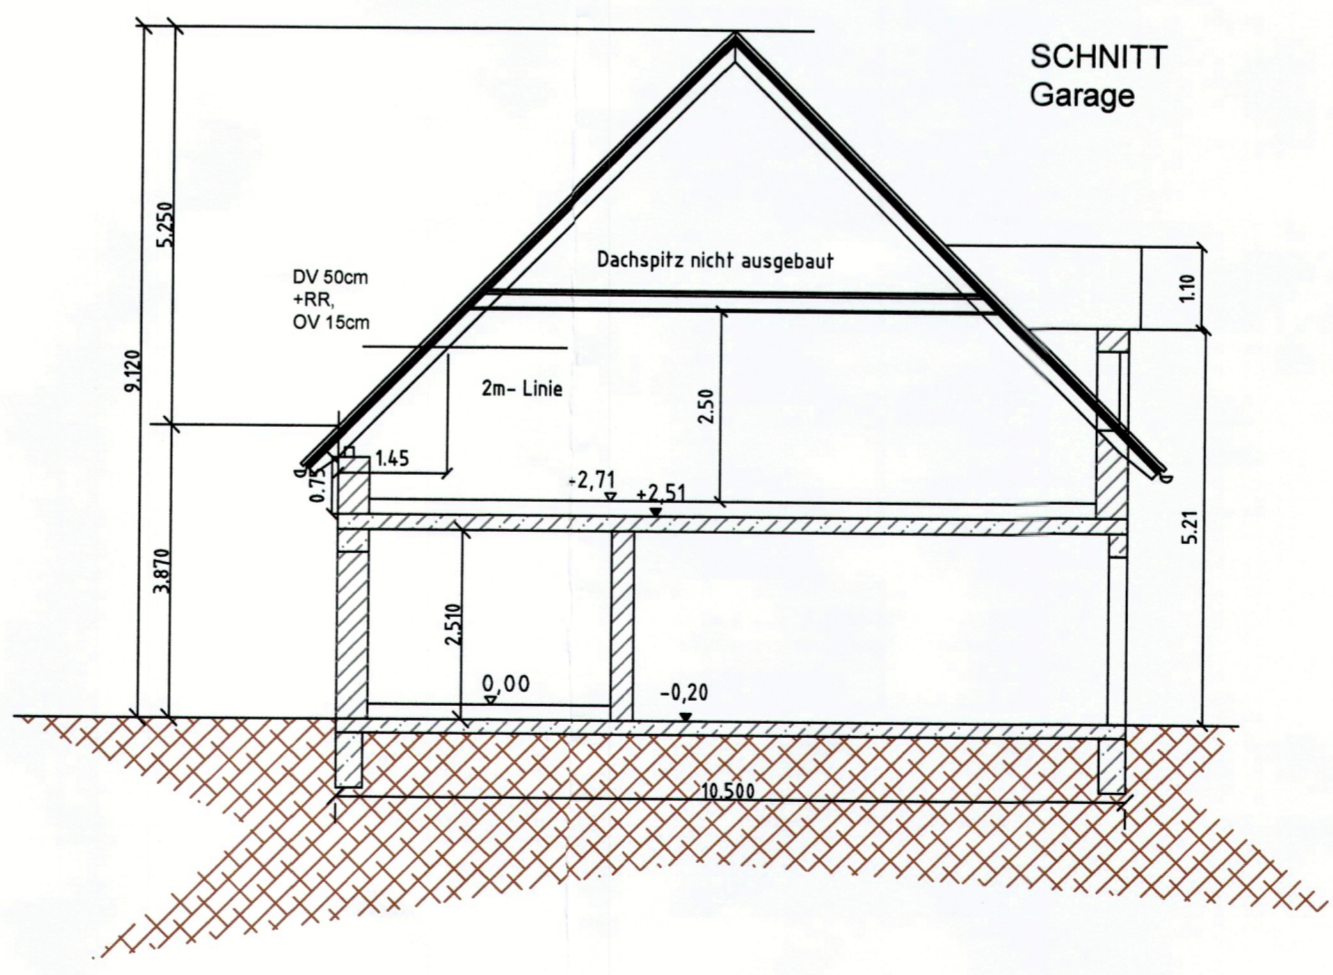 SCHNITT
Garage
5.250
Dachspitz nicht ausgebaut
DV 50cm
+RR,
OV 15cm
1.10
9.120
2m- Linie
2.50
1.45
0.75
+2,51
5.21
3.870
2.510
0,00
-0,20
10.500